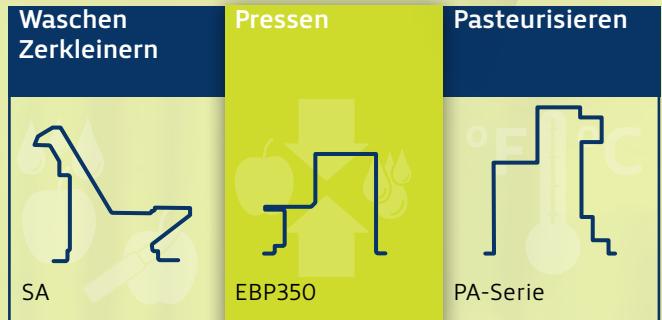 Waschen
Zerkleinern
Pressen
Pasteurisieren
°F
°C
SA
EBP350
PA-Serie